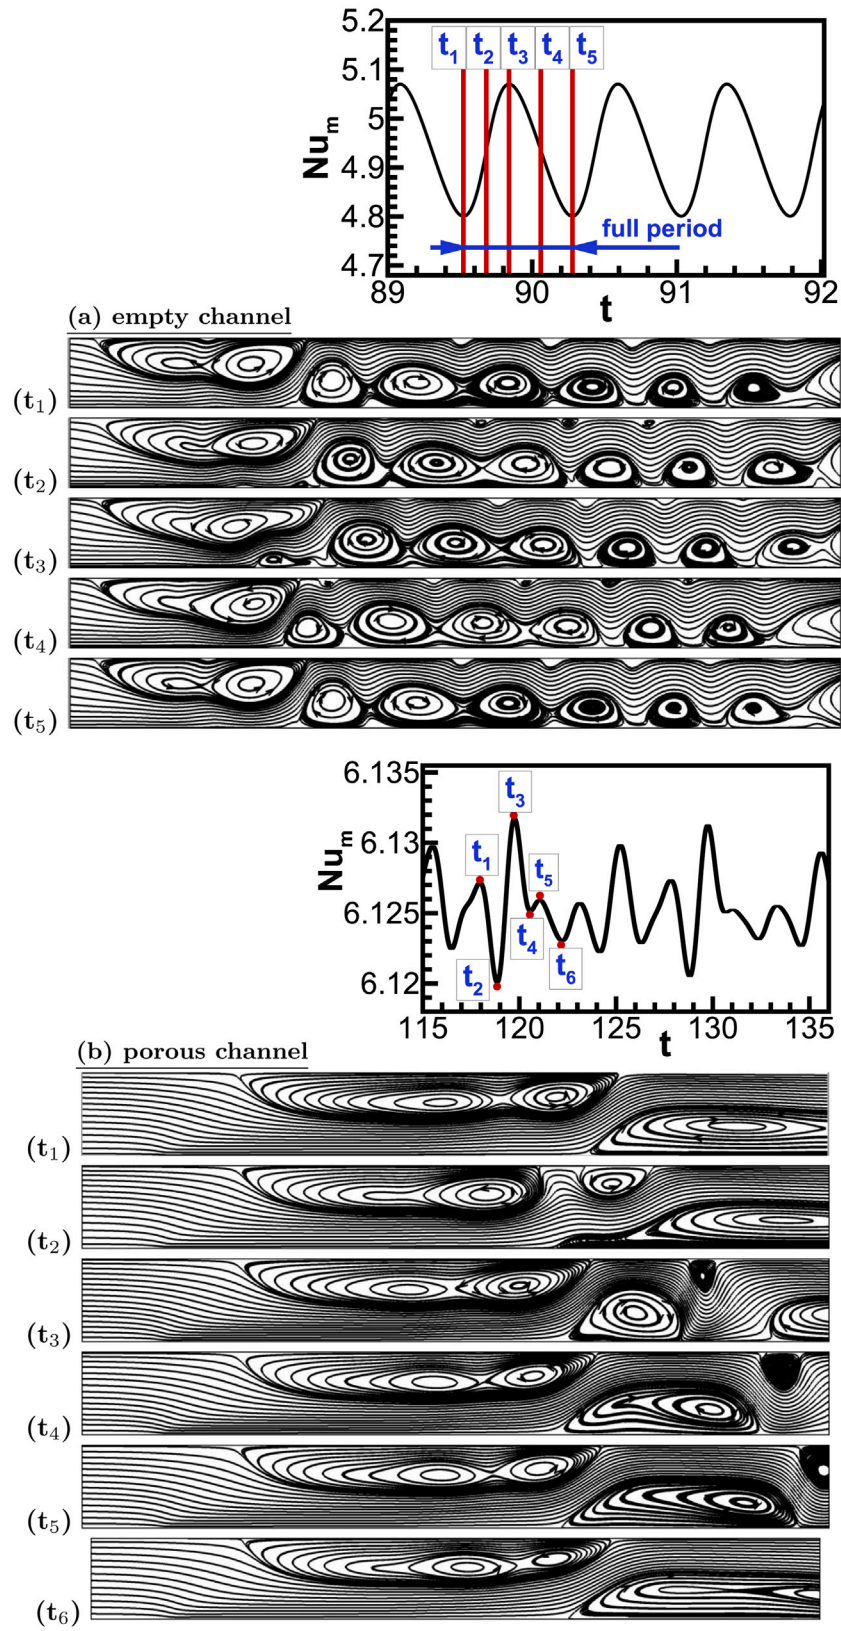 5.2
t₁ t₂ t₃ t₄ t₅
5.1
5
Nuₘ
4.9
4.8
full period
4.7
89 90 91 92
t
(a) empty channel
(t₁)
(t₂)
(t₃)
(t₄)
(t₅)
6.135
t₃
6.13
Nuₘ
t₁
t₅
6.125
t₄
t₂
t₆
6.12
115 120 125 130 135
t
(b) porous channel
(t₁)
(t₂)
(t₃)
(t₄)
(t₅)
(t₆)